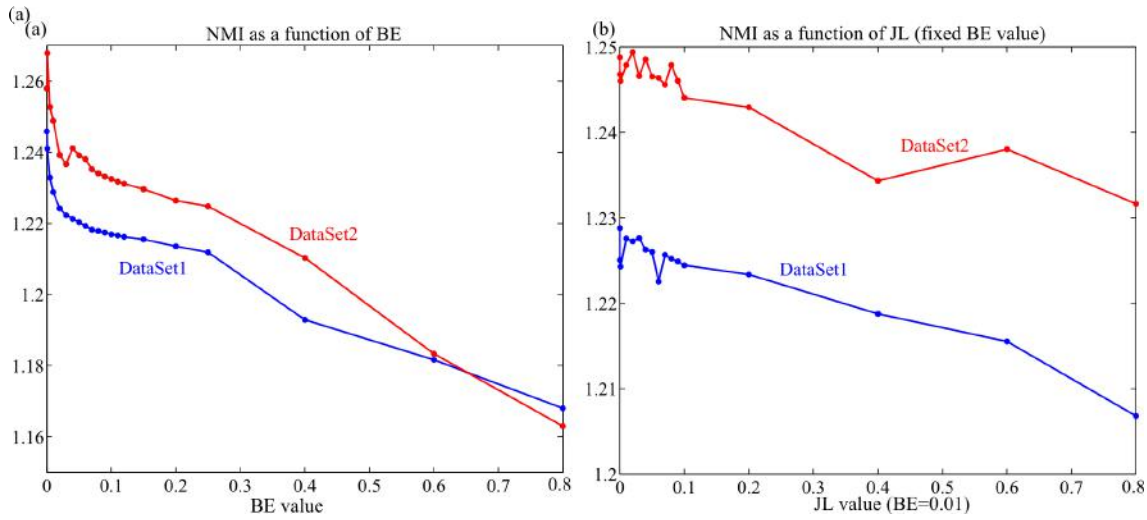 (a)
(a)
NMI as a function of BE
1.26
1.24
1.22
1.2
1.18
1.16
DataSet2
DataSet1
0 0.1 0.2 0.3 0.4 0.5 0.6 0.7 0.8
BE value
(b)
NMI as a function of JL (fixed BE value)
1.25
1.24
1.23
1.22
1.21
1.2
DataSet2
DataSet1
0 0.1 0.2 0.3 0.4 0.5 0.6 0.7 0.8
JL value (BE=0.01)